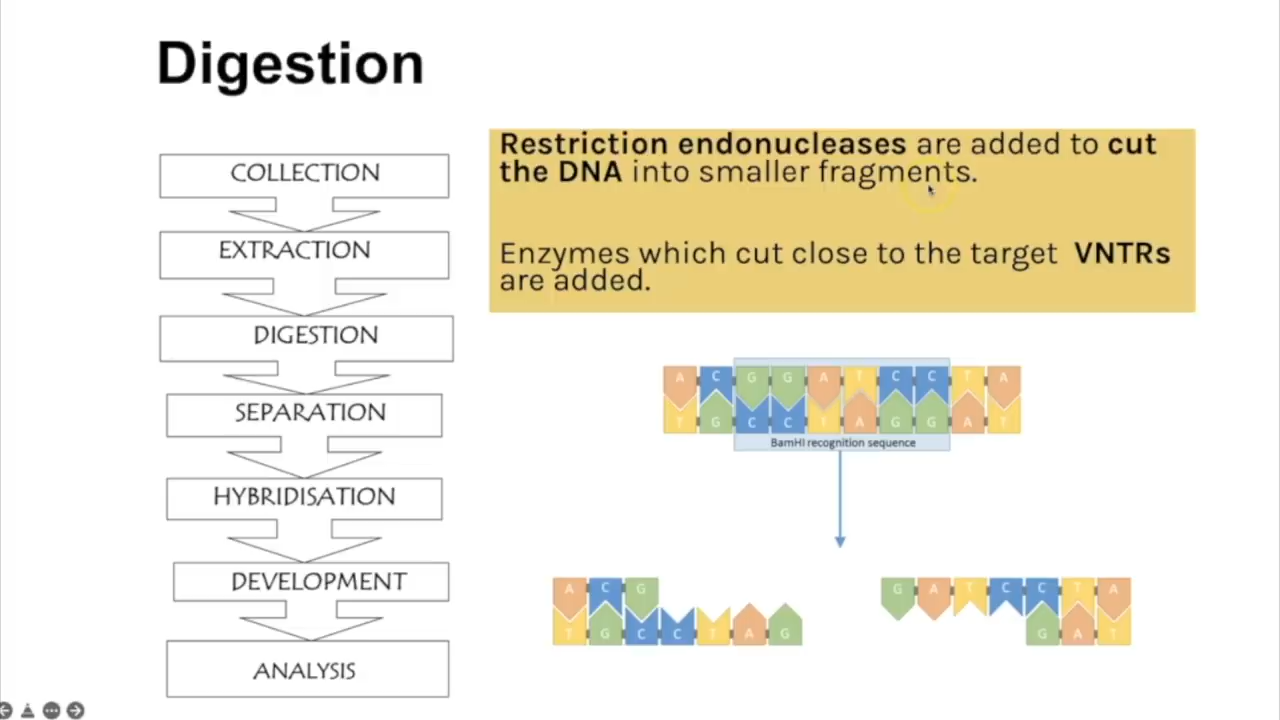 Digestion
COLLECTION
EXTRACTION
DIGESTION
SEPARATION
HYBRIDISATION
DEVELOPMENT
ANALYSIS
Restriction endonucleases are added to cut
the DNA into smaller fragments.
Enzymes which cut close to the target VNTRs
are added.
A C G G A T C C T A
T G C C T A G G A T
BamHI recognition sequence
A C G
T G C C T A G
G A T C C T A
G A T